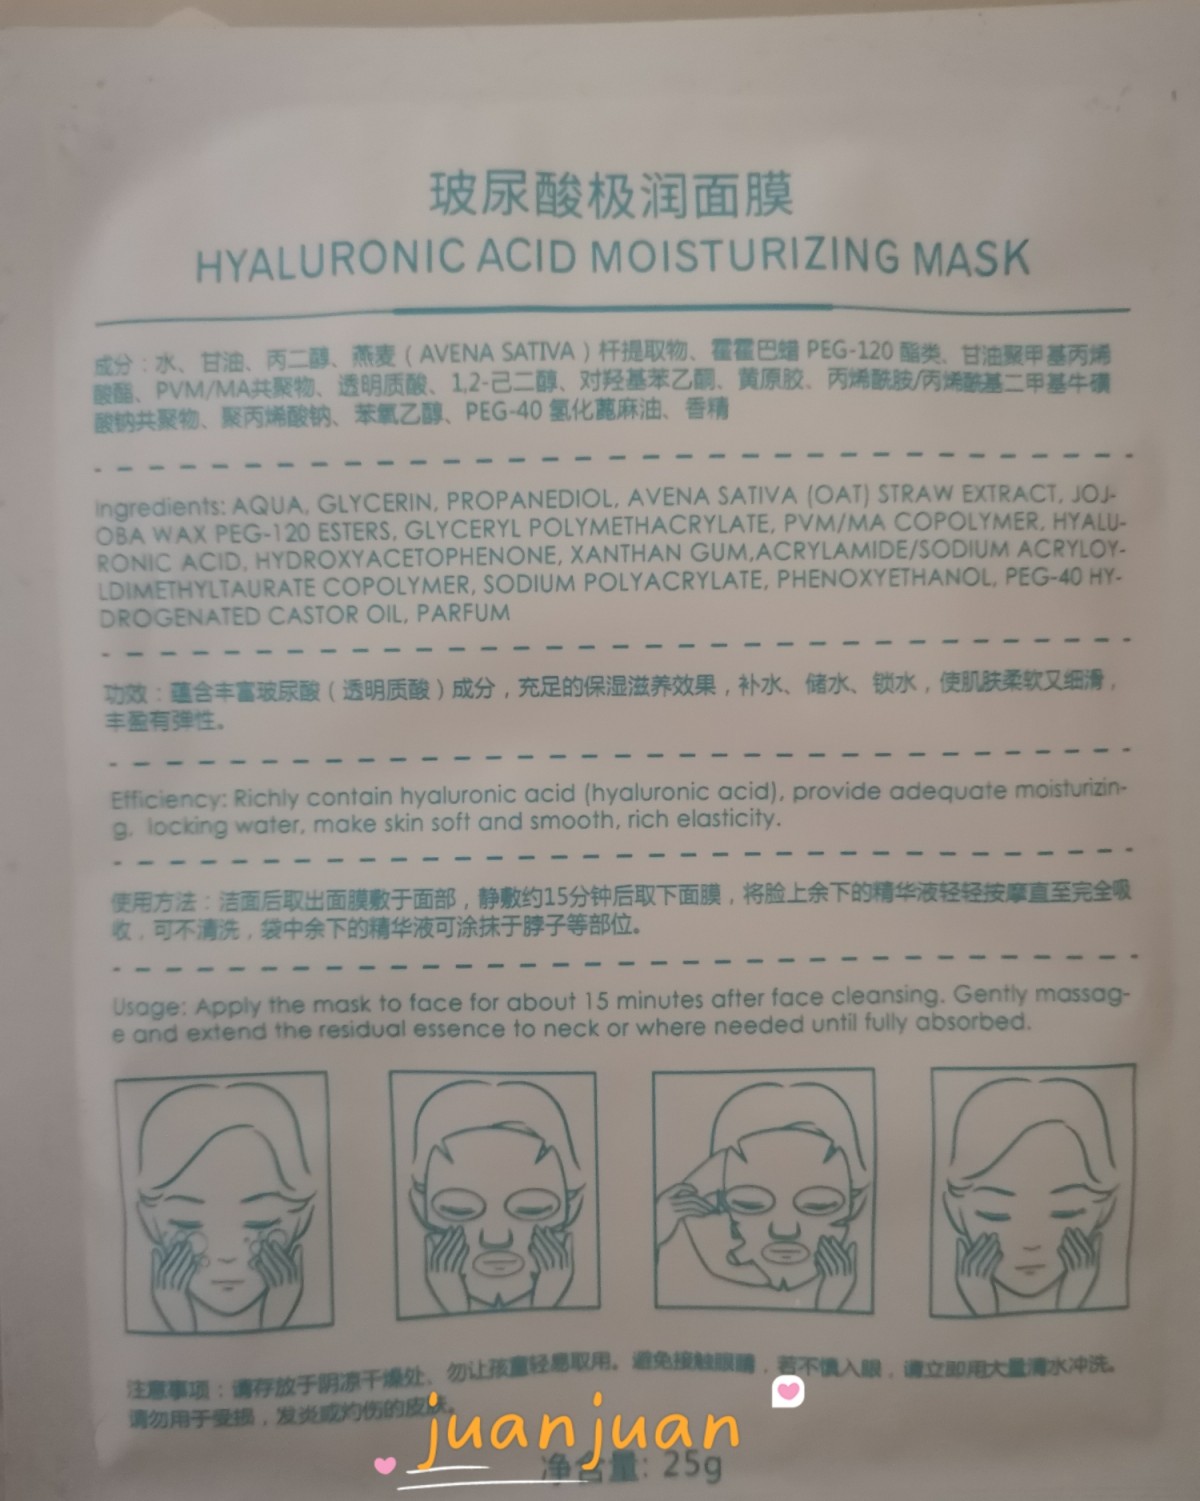 玻尿酸极润面膜
HYALURONIC ACID MOISTURIZING MASK
成分：水、甘油、丙二醇、燕麦（AVENA SATIVA）杆提取物、霍霍巴蜡 PEG-120 酯类、甘油聚甲基丙烯
酸酯、PVM/MA共聚物、透明质酸、1,2-己二醇、对羟基苯乙酮、黄原胶、丙烯酰胺/丙烯酰基二甲基牛磺
酸钠共聚物、聚丙烯酸钠、苯氧乙醇、PEG-40 氢化蓖麻油、香精
Ingredients: AQUA, GLYCERIN, PROPANEDIOL, AVENA SATIVA (OAT) STRAW EXTRACT, JOJ-
OBA WAX PEG-120 ESTERS, GLYCERYL POLYMETHACRYLATE, PVM/MA COPOLYMER, HYALU-
RONIC ACID, HYDROXYACETOPHENONE, XANTHAN GUM,ACRYLAMIDE/SODIUM ACRYLOY-
LDIMETHYLTAURATE COPOLYMER, SODIUM POLYACRYLATE, PHENOXYETHANOL, PEG-40 HY-
DROGENATED CASTOR OIL, PARFUM
功效：蕴含丰富玻尿酸（透明质酸）成分，充足的保湿滋养效果，补水、储水、锁水，使肌肤柔软又细滑，
丰盈有弹性。
Efficiency: Richly contain hyaluronic acid (hyaluronic acid), provide adequate moisturizin-
g, locking water, make skin soft and smooth, rich elasticity.
使用方法：洁面后取出面膜敷于面部，静敷约15分钟后取下面膜，将脸上余下的精华液轻轻按摩直至完全吸
收，可不清洗，袋中余下的精华液可涂抹于脖子等部位。
Usage: Apply the mask to face for about 15 minutes after face cleansing. Gently massag-
e and extend the residual essence to neck or where needed until fully absorbed.
注意事项：请存放于阴凉干燥处、勿让孩童轻易取用。避免接触眼睛，若不慎入眼，请立即用大量清水冲洗。
请勿用于受损，发炎或灼伤的皮肤。
juanjuan
净含量: 25g